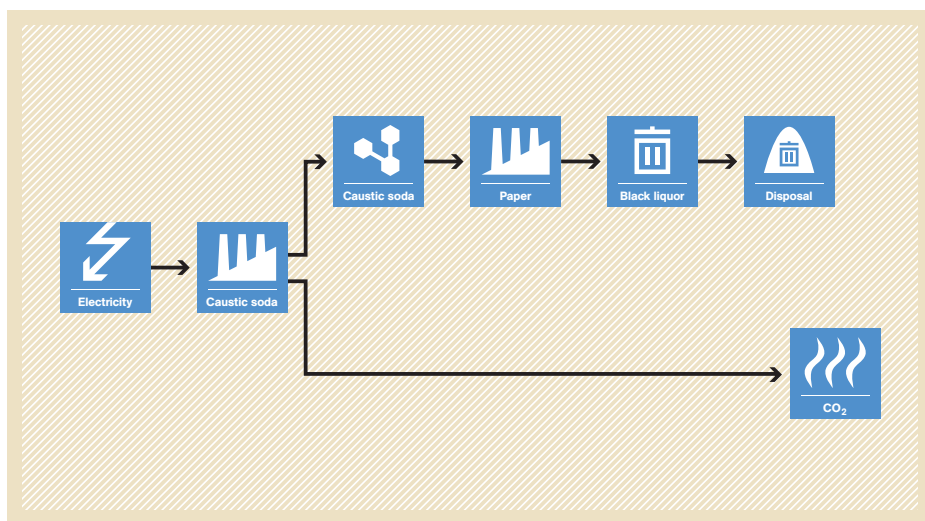 Caustic soda
Paper
Black liquor
Disposal
Electricity
Caustic soda
CO₂